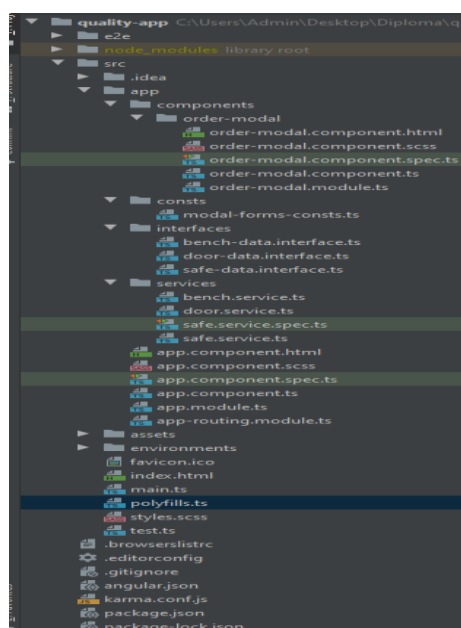 quality-app C:\Users\Admin\Desktop\Diploma\q
e2e
node_modules library root
src
.idea
app
components
order-modal
order-modal.component.html
order-modal.component.scss
order-modal.component.spec.ts
order-modal.component.ts
order-modal.module.ts
consts
modal-forms-consts.ts
interfaces
bench-data.interface.ts
door-data.interface.ts
safe-data.interface.ts
services
bench.service.ts
door.service.ts
safe.service.spec.ts
safe.service.ts
app.component.html
app.component.scss
app.component.spec.ts
app.component.ts
app.module.ts
app-routing.module.ts
assets
environments
favicon.ico
index.html
main.ts
polyfills.ts
styles.scss
test.ts
.browserslistrc
.editorconfig
.gitignore
angular.json
karma.conf.js
package.json
package-lock.json